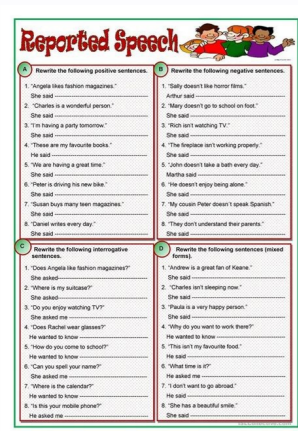 Reported Speech
A Rewrite the following positive sentences.
1. "Angela likes fashion magazines."
She said
2. "Charles is a wonderful person."
She said
3. "I'm having a party tomorrow."
She said
4. "These are my favourite books."
He said
5. "We are having a great time."
She said
6. "Peter is driving his new bike."
She said
7. "Susan buys many teen magazines."
She said
8. "Daniel writes every day."
She said
B Rewrite the following negative sentences.
1. "Sally doesn't like horror films."
Arthur said
2. "Mary doesn't go to school on foot."
She said
3. "Rich isn't watching TV."
She said
4. "The fireplace isn't working properly."
She said
5. "John doesn't take a bath every day."
Martha said
6. "He doesn't enjoy being alone."
She said
7. "My cousin Peter doesn't speak Spanish."
She said
8. "They don't understand their parents."
She said
C Rewrite the following interrogative
sentences.
1. "Does Angela like fashion magazines?"
She asked
2. "Where is my suitcase?"
She asked
3. "Do you enjoy watching TV?"
She asked me
4. "Does Rachel wear glasses?"
He wanted to know
5. "How do you come to school?"
He wanted to know
6. "Can you spell your name?"
She asked me
7. "Where is the calendar?"
He wanted to know
8. "Is this your mobile phone?"
He asked me
D Rewrite the following sentences (mixed
forms).
1. "Andrew is a great fan of Keane."
She said
2. "Charles isn't sleeping now."
She said
3. "Paula is a very happy person."
She said
4. "Why do you want to work there?"
He wanted to know
5. "This isn't my favourite food."
He said
6. "What time is it?"
He asked me
7. "I don't want to go abroad."
He said
8. "She has a beautiful smile."
She said